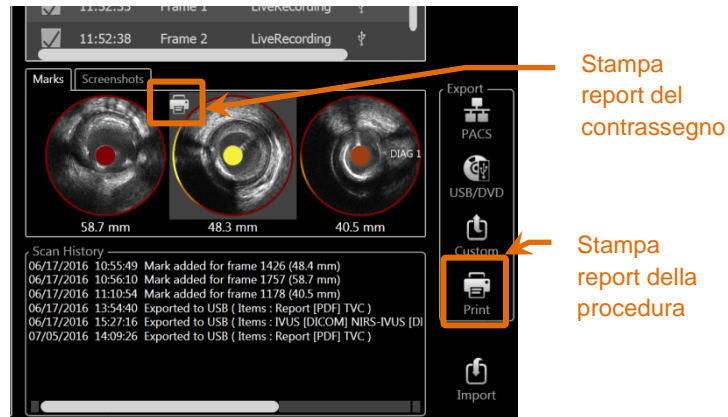 11:52:33 Frame 1 LiveRecording
11:52:38 Frame 2 LiveRecording
Marks Screenshots
DIAG 1
58.7 mm 48.3 mm 40.5 mm
Export
PACS
USB/DVD
Custom
Print
Import
Scan History
06/17/2016 10:55:49 Mark added for frame 1426 (48.4 mm)
06/17/2016 10:56:10 Mark added for frame 1757 (58.7 mm)
06/17/2016 11:10:54 Mark added for frame 1178 (40.5 mm)
06/17/2016 13:54:40 Exported to USB ( Items : Report [PDF] TVC )
06/17/2016 15:27:16 Exported to USB ( Items : IVUS [DICOM] NIRS-IVUS [DI
07/05/2016 14:09:26 Exported to USB ( Items : Report [PDF] TVC )
Stampa
report del
contrassegno
Stampa
report della
procedura